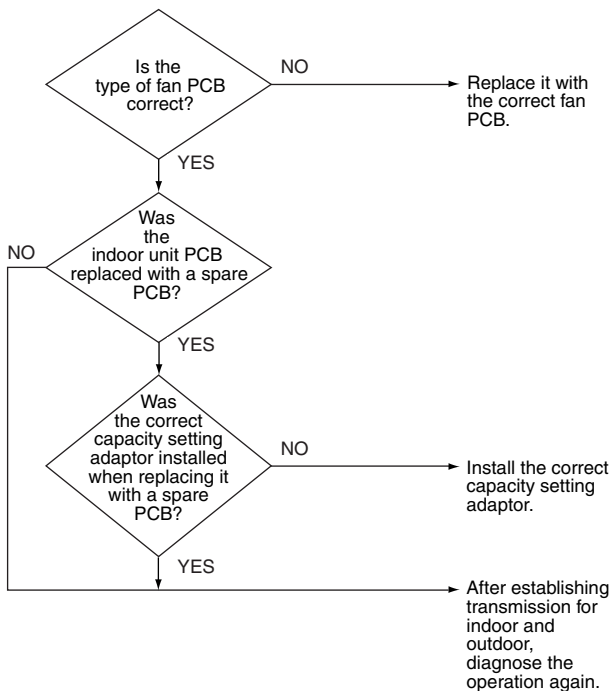 Is the
type of fan PCB
correct?
NO
Replace it with
the correct fan
PCB.
YES
Was
the
indoor unit PCB
replaced with a spare
PCB?
NO
YES
Was
the correct
capacity setting
adaptor installed
when replacing it
with a spare
PCB?
NO
Install the correct
capacity setting
adaptor.
YES
After establishing
transmission for
indoor and
outdoor,
diagnose the
operation again.